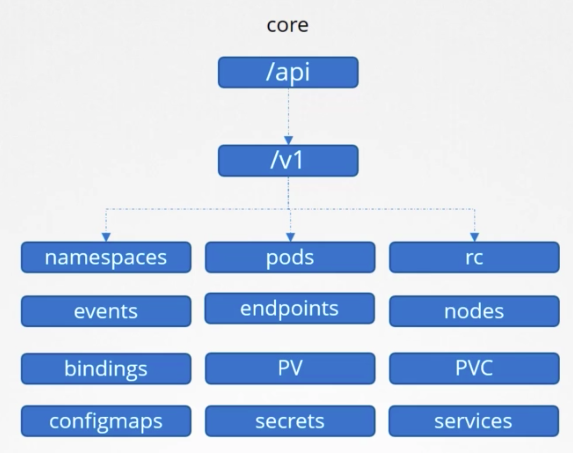 core
/api
/v1
namespaces pods rc
events endpoints nodes
bindings PV PVC
configmaps secrets services